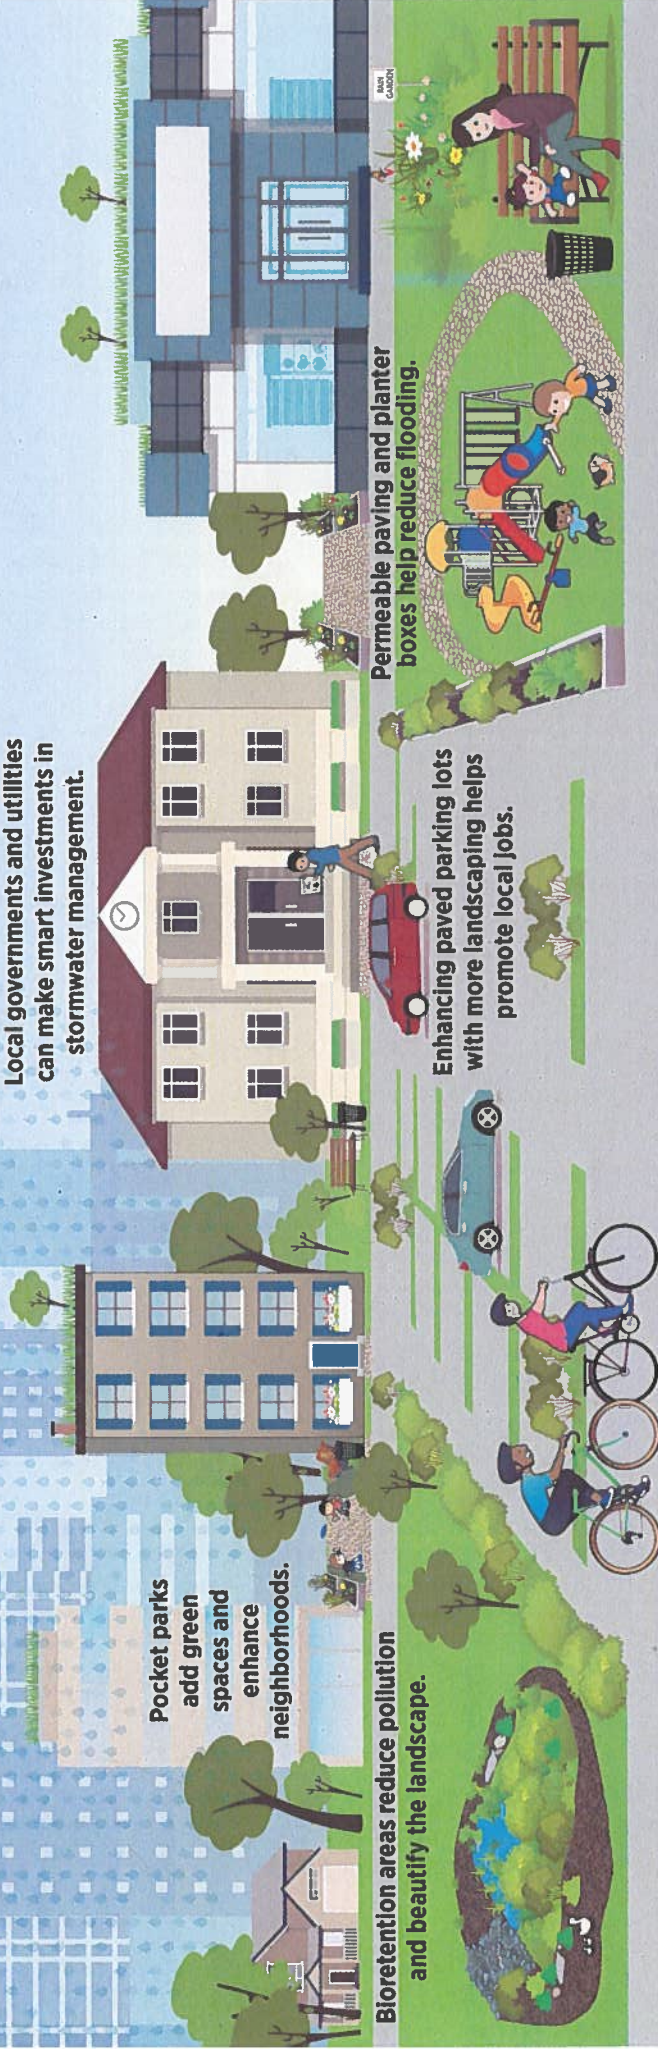 Local governments and utilities
can make smart investments in
stormwater management.
Pocket parks
add green
spaces and
enhance
neighborhoods.
Bioretention areas reduce pollution
and beautify the landscape.
Enhancing paved parking lots
with more landscaping helps
promote local jobs.
Permeable paving and planter
boxes help reduce flooding.
RAIN
GARDEN